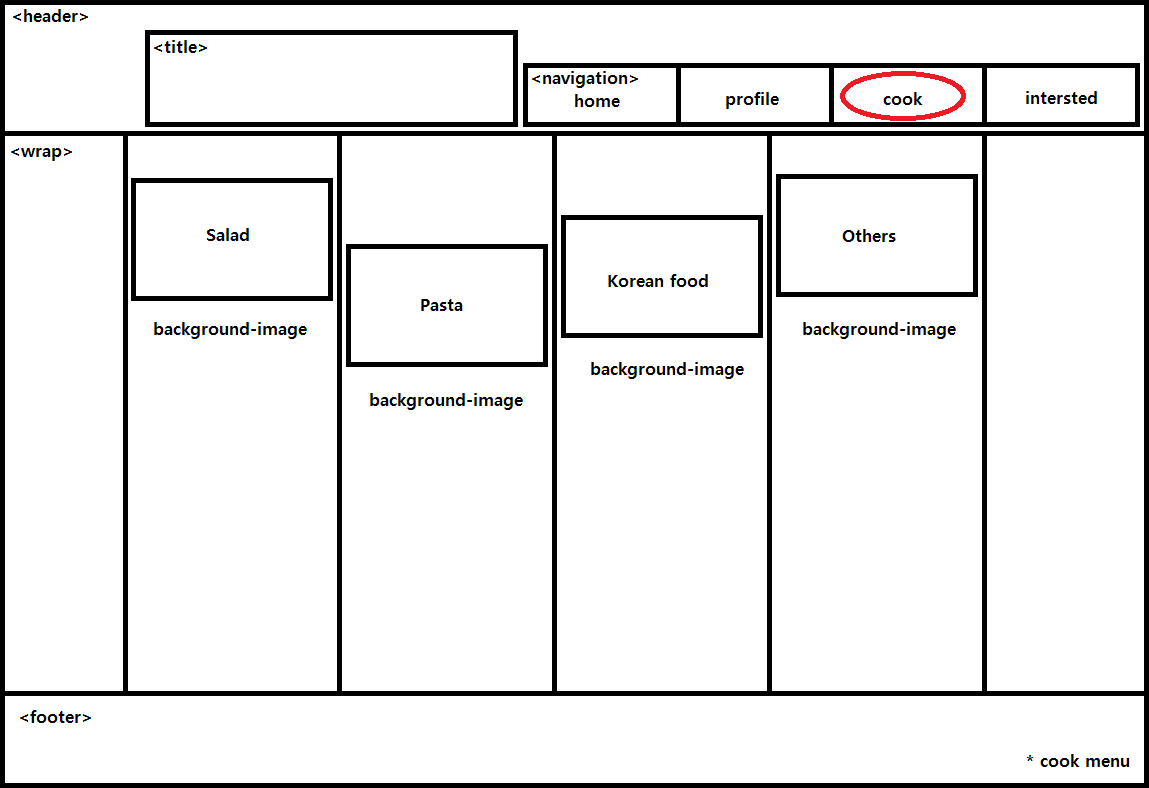 <header>
<title>
<navigation>
home
profile
cook
intersted
<wrap>
Salad
Pasta
Korean food
Others
background-image
background-image
background-image
background-image
<footer>
* cook menu